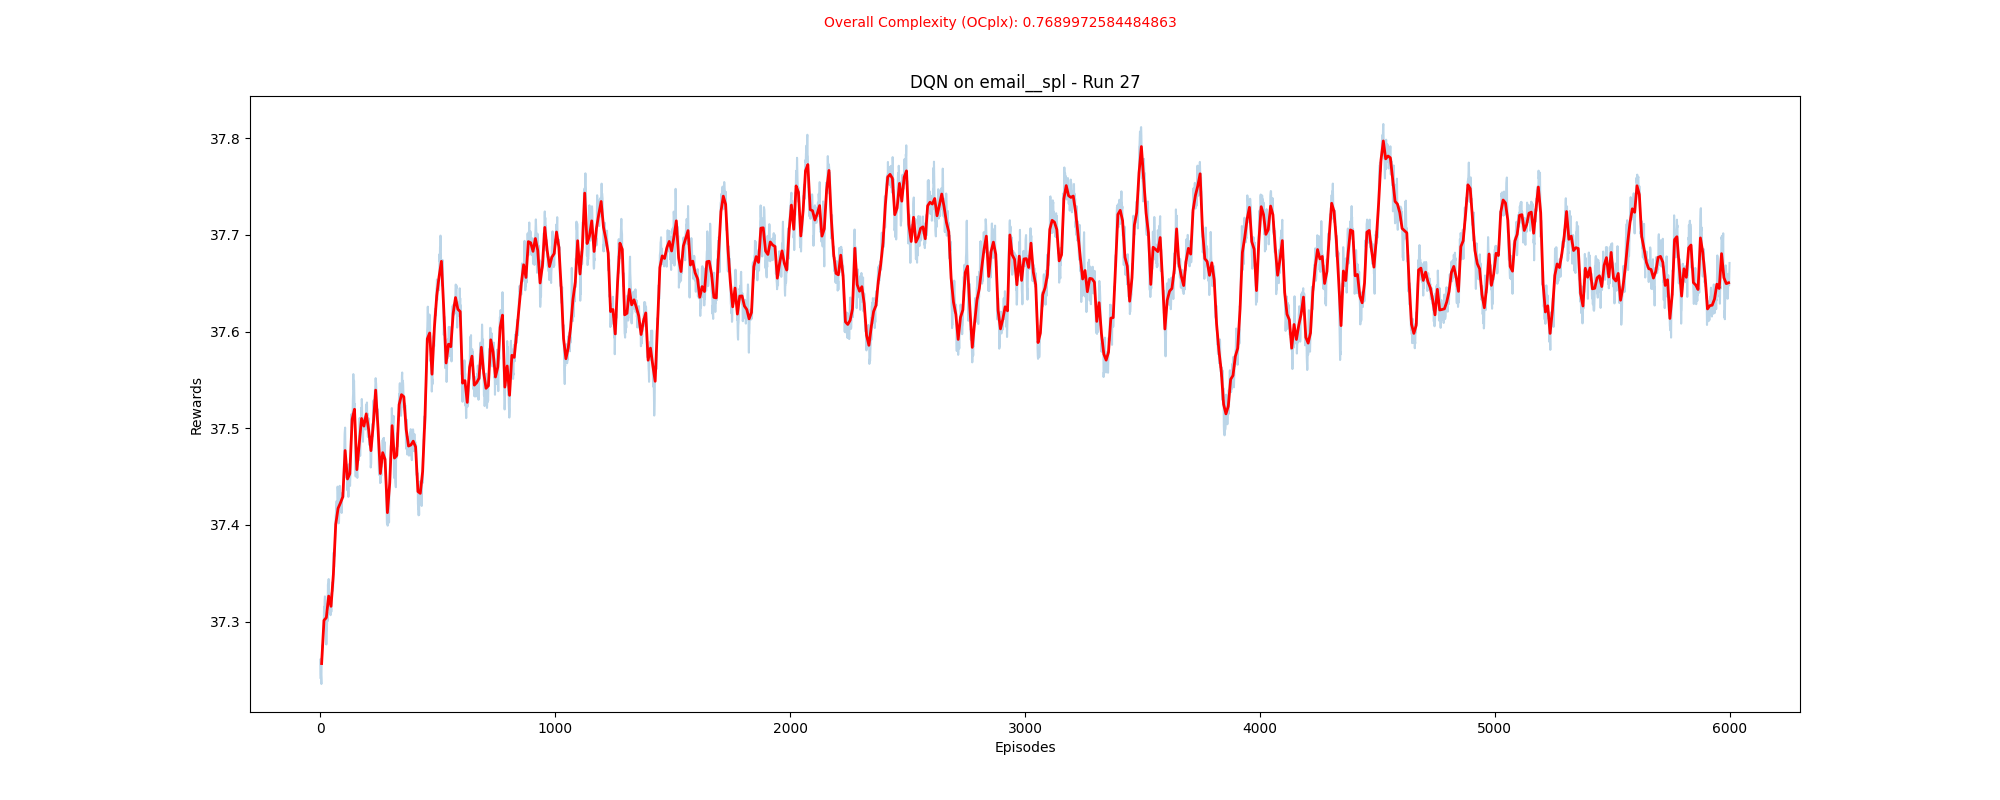 Overall Complexity (OCplx): 0.7689972584484863
DQN on email__spl - Run 27
37.8
37.7
37.6
37.5
37.4
37.3
Rewards
0 1000 2000 3000 4000 5000 6000
Episodes